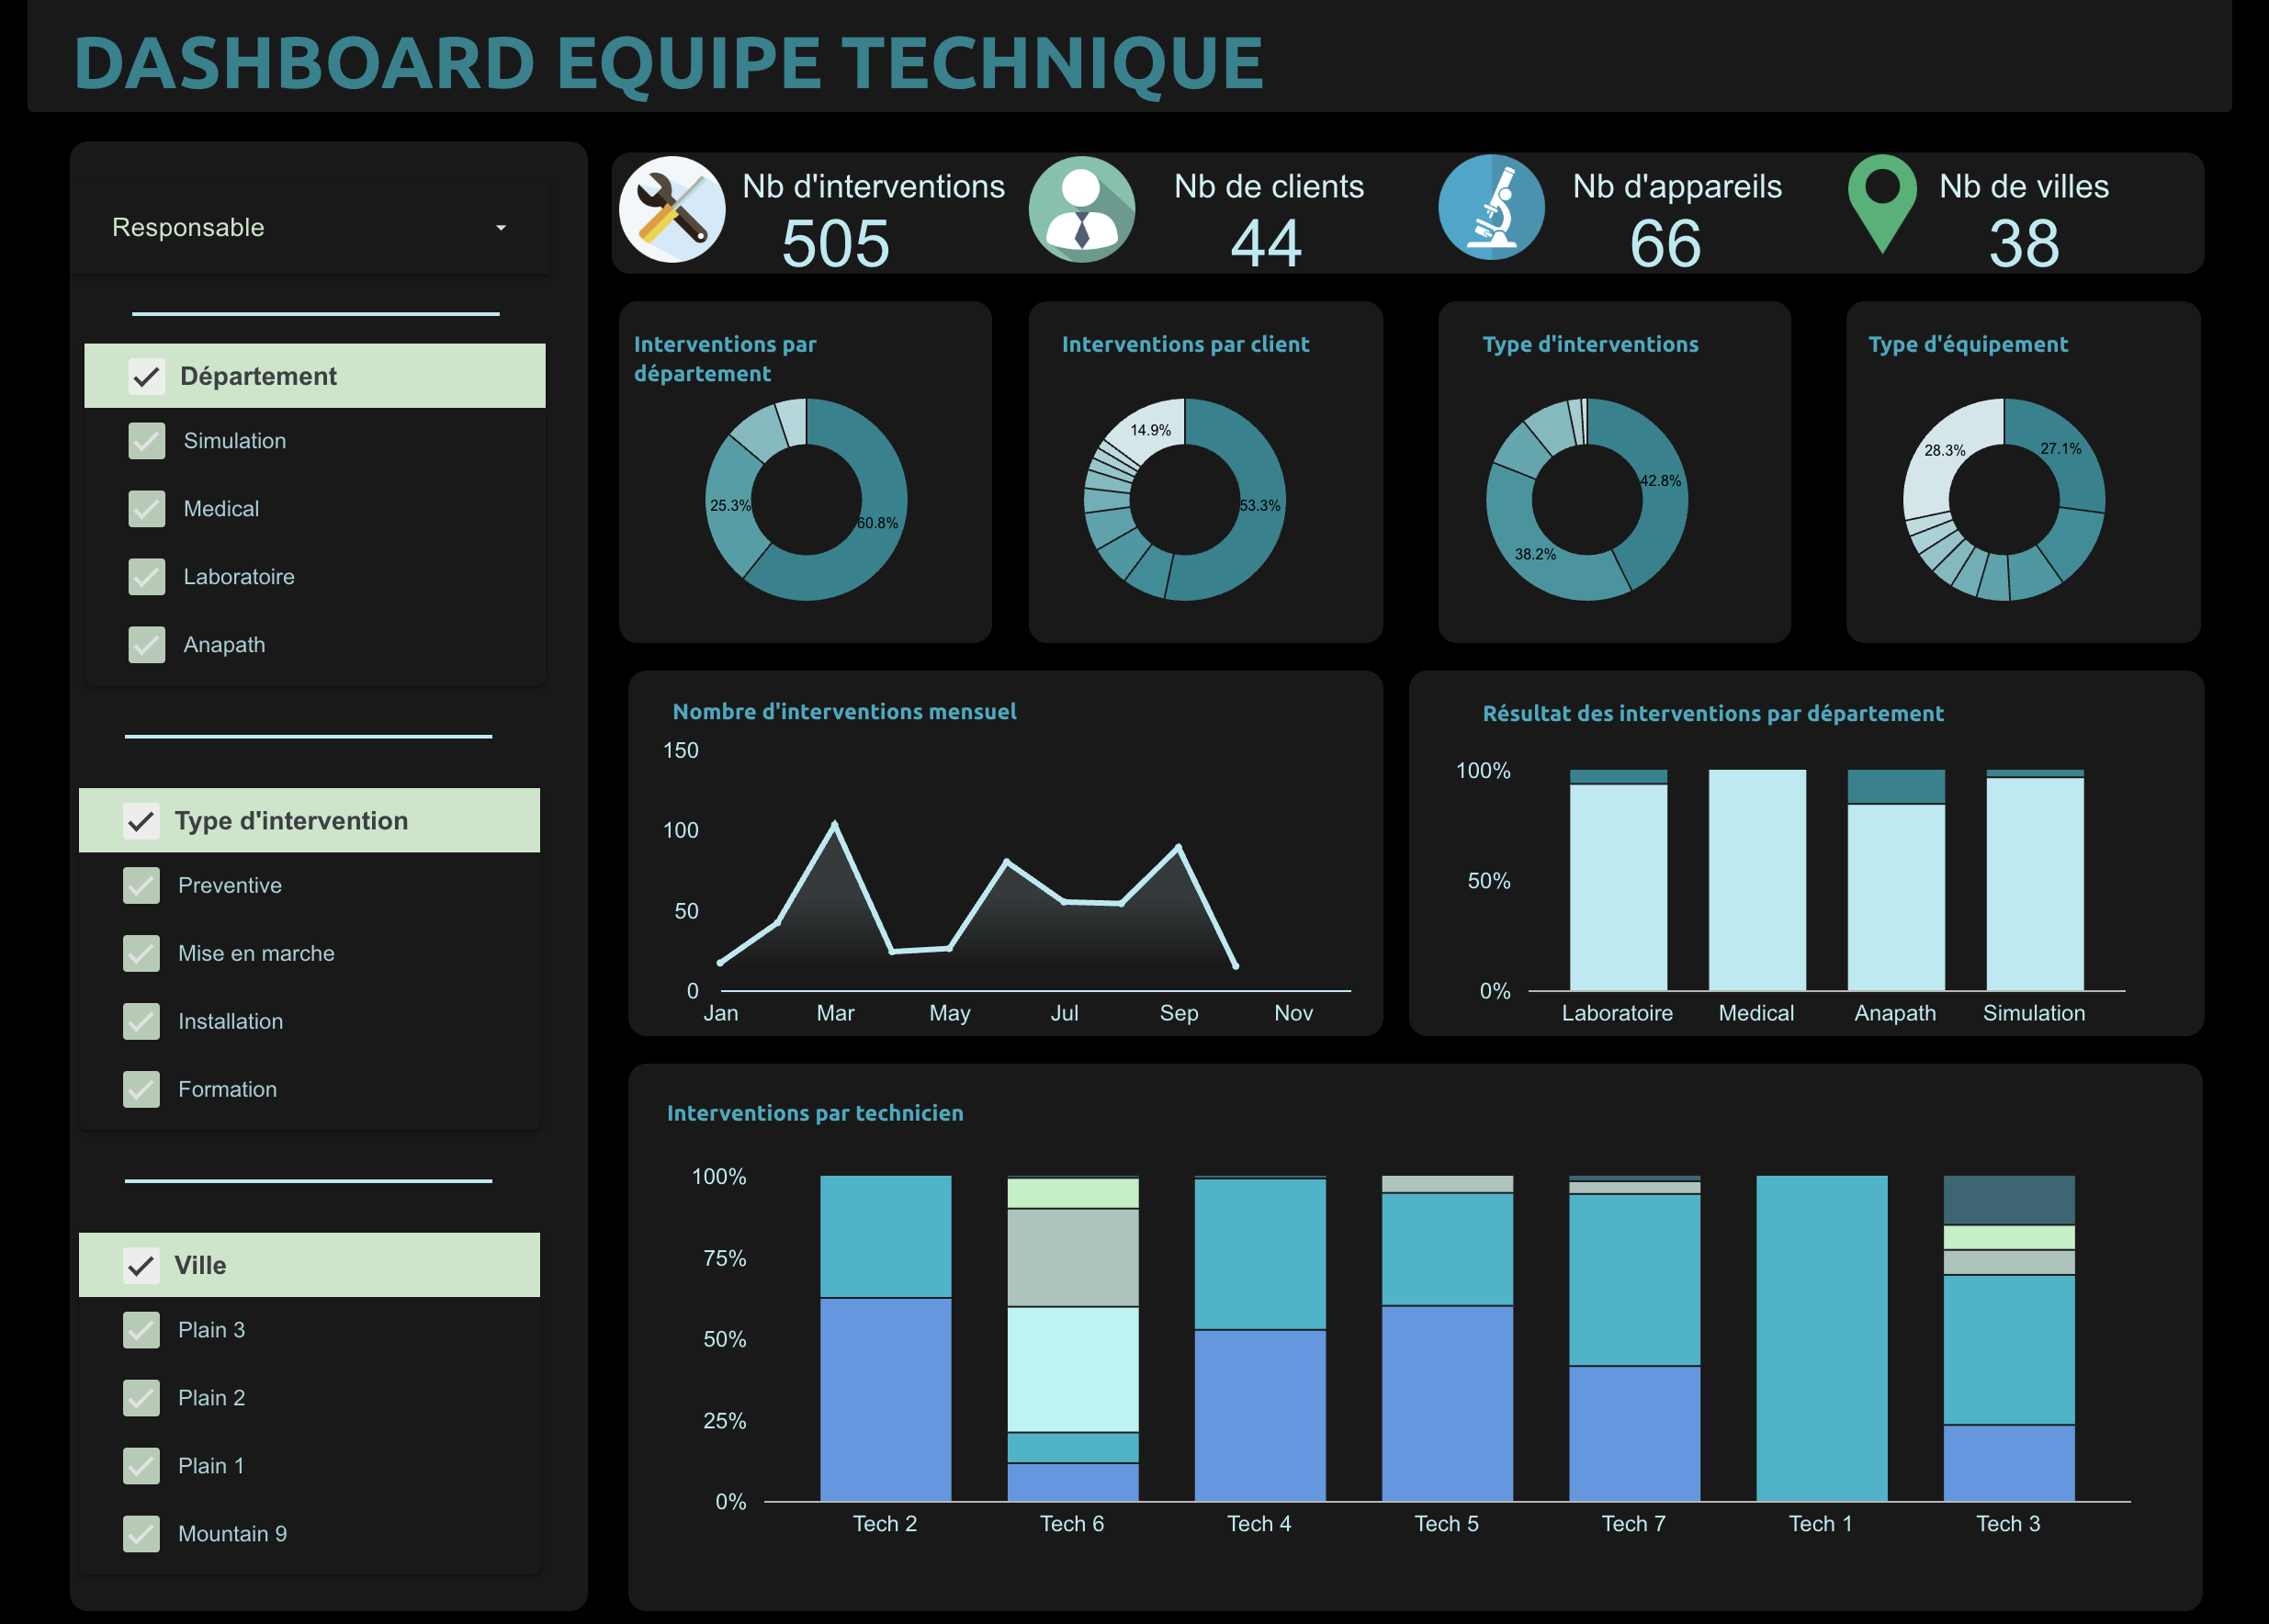 DASHBOARD EQUIPE TECHNIQUE
Responsable
Département
Simulation
Medical
Laboratoire
Anapath
Type d'intervention
Preventive
Mise en marche
Installation
Formation
Ville
Plain 3
Plain 2
Plain 1
Mountain 9
Nb d'interventions
505
Nb de clients
44
Nb d'appareils
66
Nb de villes
38
Interventions par
département
25.3%
60.8%
Interventions par client
14.9%
53.3%
Type d'interventions
42.8%
38.2%
Type d'équipement
28.3%
27.1%
Nombre d'interventions mensuel
150
100
50
0
Jan Mar May Jul Sep Nov
Résultat des interventions par département
100%
50%
0%
Laboratoire Medical Anapath Simulation
Interventions par technicien
100%
75%
50%
25%
0%
Tech 2 Tech 6 Tech 4 Tech 5 Tech 7 Tech 1 Tech 3